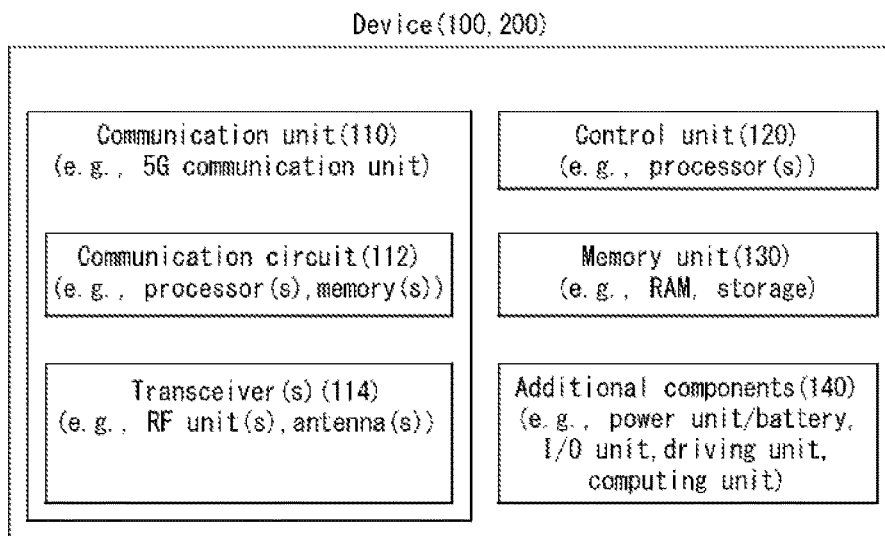 Device(100,200)
Communication unit(110)
(e.g., 5G communication unit)
Communication circuit(112)
(e.g., processor(s),memory(s))
Transceiver(s)(114)
(e.g., RF unit(s),antenna(s))
Control unit(120)
(e.g., processor(s))
Memory unit(130)
(e.g., RAM, storage)
Additional components(140)
(e.g., power unit/battery,
I/O unit,driving unit,
computing unit)